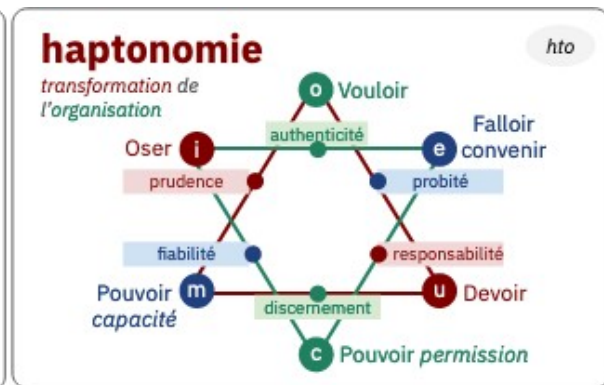 haptonomie
hto
transformation de
l'organisation
o Vouloir
authenticité
Oser i
e Falloir
convenir
prudence
probité
fiabilité
responsabilité
Pouvoir m
capacité
u Devoir
discernement
c Pouvoir permission